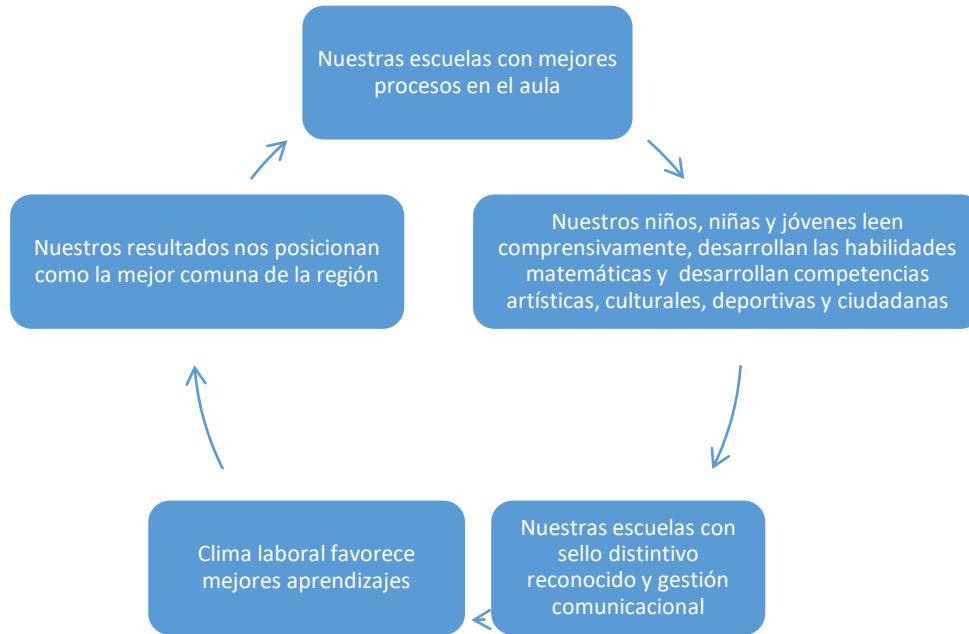 Nuestras escuelas con mejores
procesos en el aula
Nuestros niños, niñas y jóvenes leen
comprensivamente, desarrollan las habilidades
matemáticas y  desarrollan competencias
artísticas, culturales, deportivas y ciudadanas
Nuestras escuelas con
sello distintivo
reconocido y gestión
comunicacional
Clima laboral favorece
mejores aprendizajes
Nuestros resultados nos posicionan
como la mejor comuna de la región